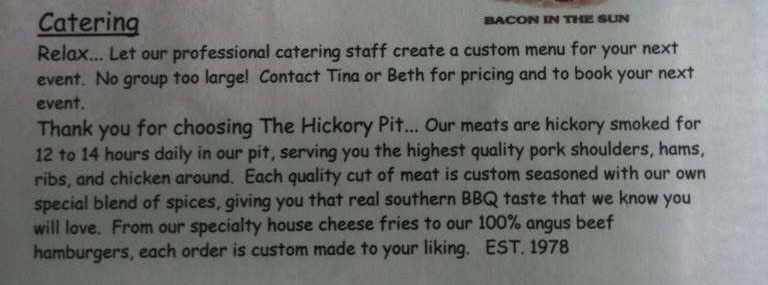 BACON IN THE SUN
Catering
Relax... Let our professional catering staff create a custom menu for your next
event. No group too large! Contact Tina or Beth for pricing and to book your next
event.
Thank you for choosing The Hickory Pit... Our meats are hickory smoked for
12 to 14 hours daily in our pit, serving you the highest quality pork shoulders, hams,
ribs, and chicken around. Each quality cut of meat is custom seasoned with our own
special blend of spices, giving you that real southern BBQ taste that we know you
will love. From our specialty house cheese fries to our 100% angus beef
hamburgers, each order is custom made to your liking. EST. 1978